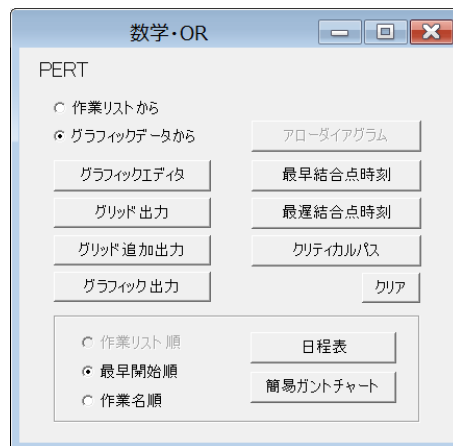 数学・OR
PERT
作業リストから
グラフィックデータから
アローダイアグラム
グラフィックエディタ
最早結合点時刻
グリッド出力
最遅結合点時刻
グリッド追加出力
クリティカルパス
グラフィック出力
クリア
作業リスト順
日程表
最早開始順
簡易ガントチャート
作業名順